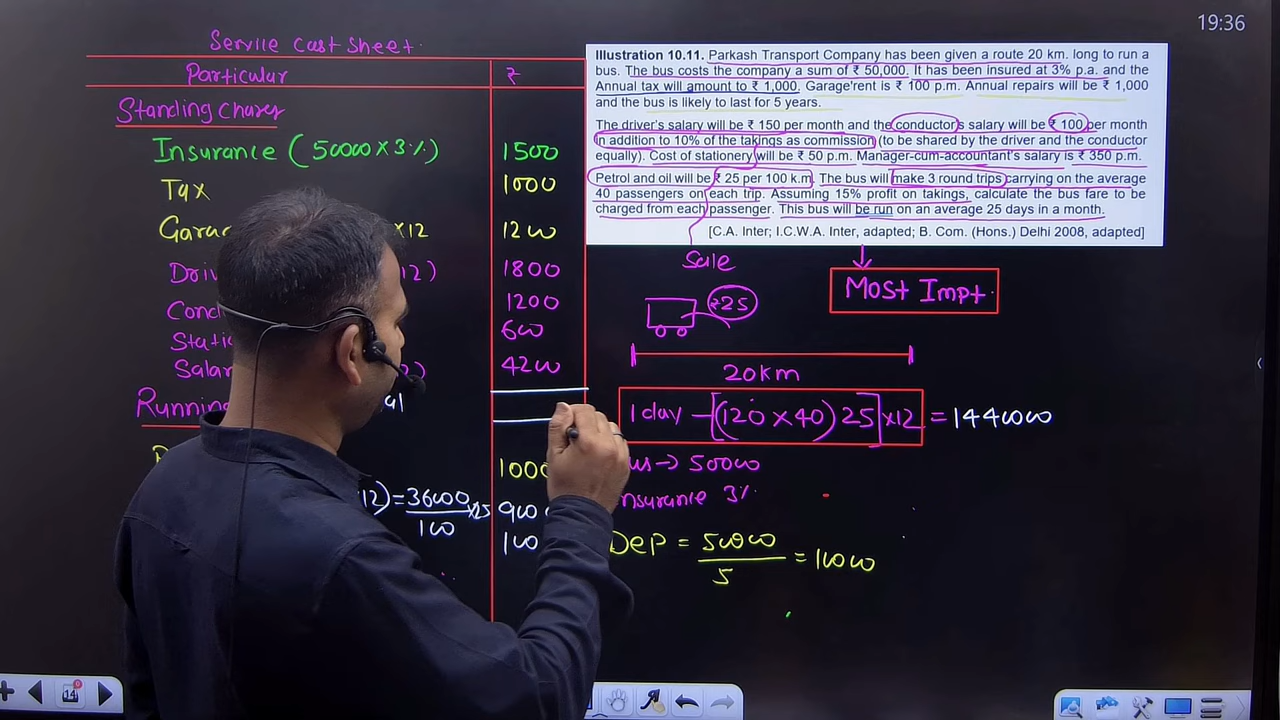 19:36
Service cost sheet.
Particular ₹
Standing Charer
Insurance (50000×3%) 1500
Tax 1000
Garac ×12 1200
Driv 12) 1800
Conc 1200
Stati 600
Salar 2) 4200
Running al
1000
12) = 36000/100 ×25 900
100
Illustration 10.11. Parkash Transport Company has been given a route 20 km. long to run a
bus. The bus costs the company a sum of ₹ 50,000. It has been insured at 3% p.a. and the
Annual tax will amount to ₹ 1,000. Garage'rent is ₹ 100 p.m. Annual repairs will be ₹ 1,000
and the bus is likely to last for 5 years.
The driver's salary will be ₹ 150 per month and the conductor's salary will be ₹ 100 per month
in addition to 10% of the takings as commission (to be shared by the driver and the conductor
equally). Cost of stationery will be ₹ 50 p.m. Manager-cum-accountant's salary is ₹ 350 p.m.
Petrol and oil will be ₹ 25 per 100 k.m. The bus will make 3 round trips carrying on the average
40 passengers on each trip. Assuming 15% profit on takings, calculate the bus fare to be
charged from each passenger. This bus will be run on an average 25 days in a month.
[C.A. Inter; I.C.W.A. Inter, adapted; B. Com. (Hons.) Delhi 2008, adapted]
Sale
Most Impt.
₹25
20km
1 day – [(120×40) 25]×12 = 1440000
us → 50000
nsurance 3%
Dep = 50000/5 = 10000
14